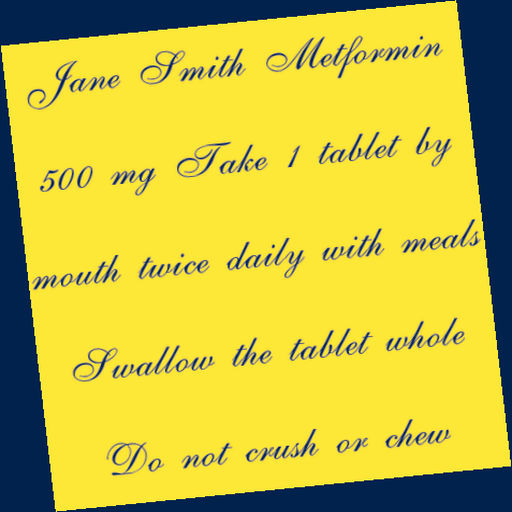 Jane Smith Metformin
500 mg Take 1 tablet by
mouth twice daily with meals
Swallow the tablet whole
Do not crush or chew